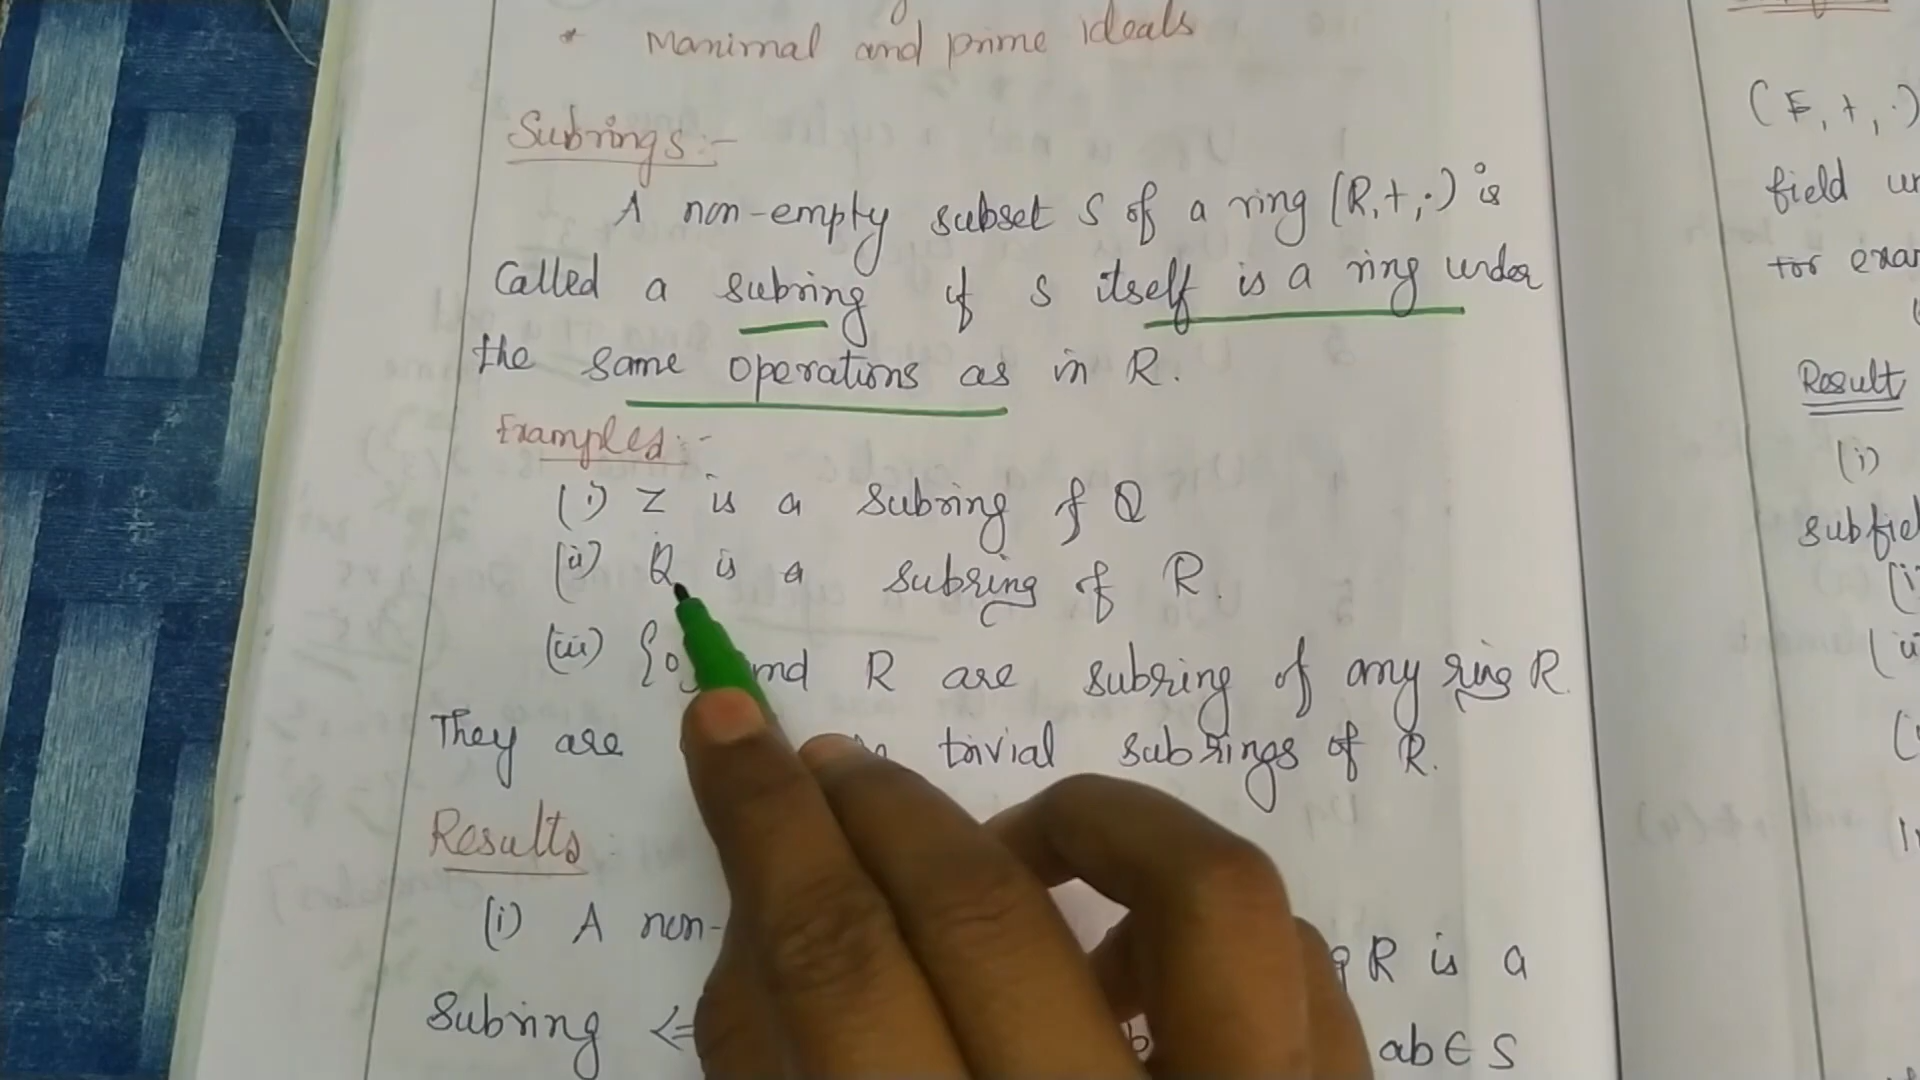 * Maximal and prime ideals
Subrings :-
A non-empty subset S of a ring (R,+,·) is
called a subring if S itself is a ring under
the same operations as in R.
Examples :-
(i) Z is a subring of Q
(ii) Q is a subring of R.
(iii) {0} and R are subring of any ring R.
They are trivial subrings of R.
Results
(i) A non- R is a
Subring ab ∈ S
(F, +, ·)
field
for
Result
(i)